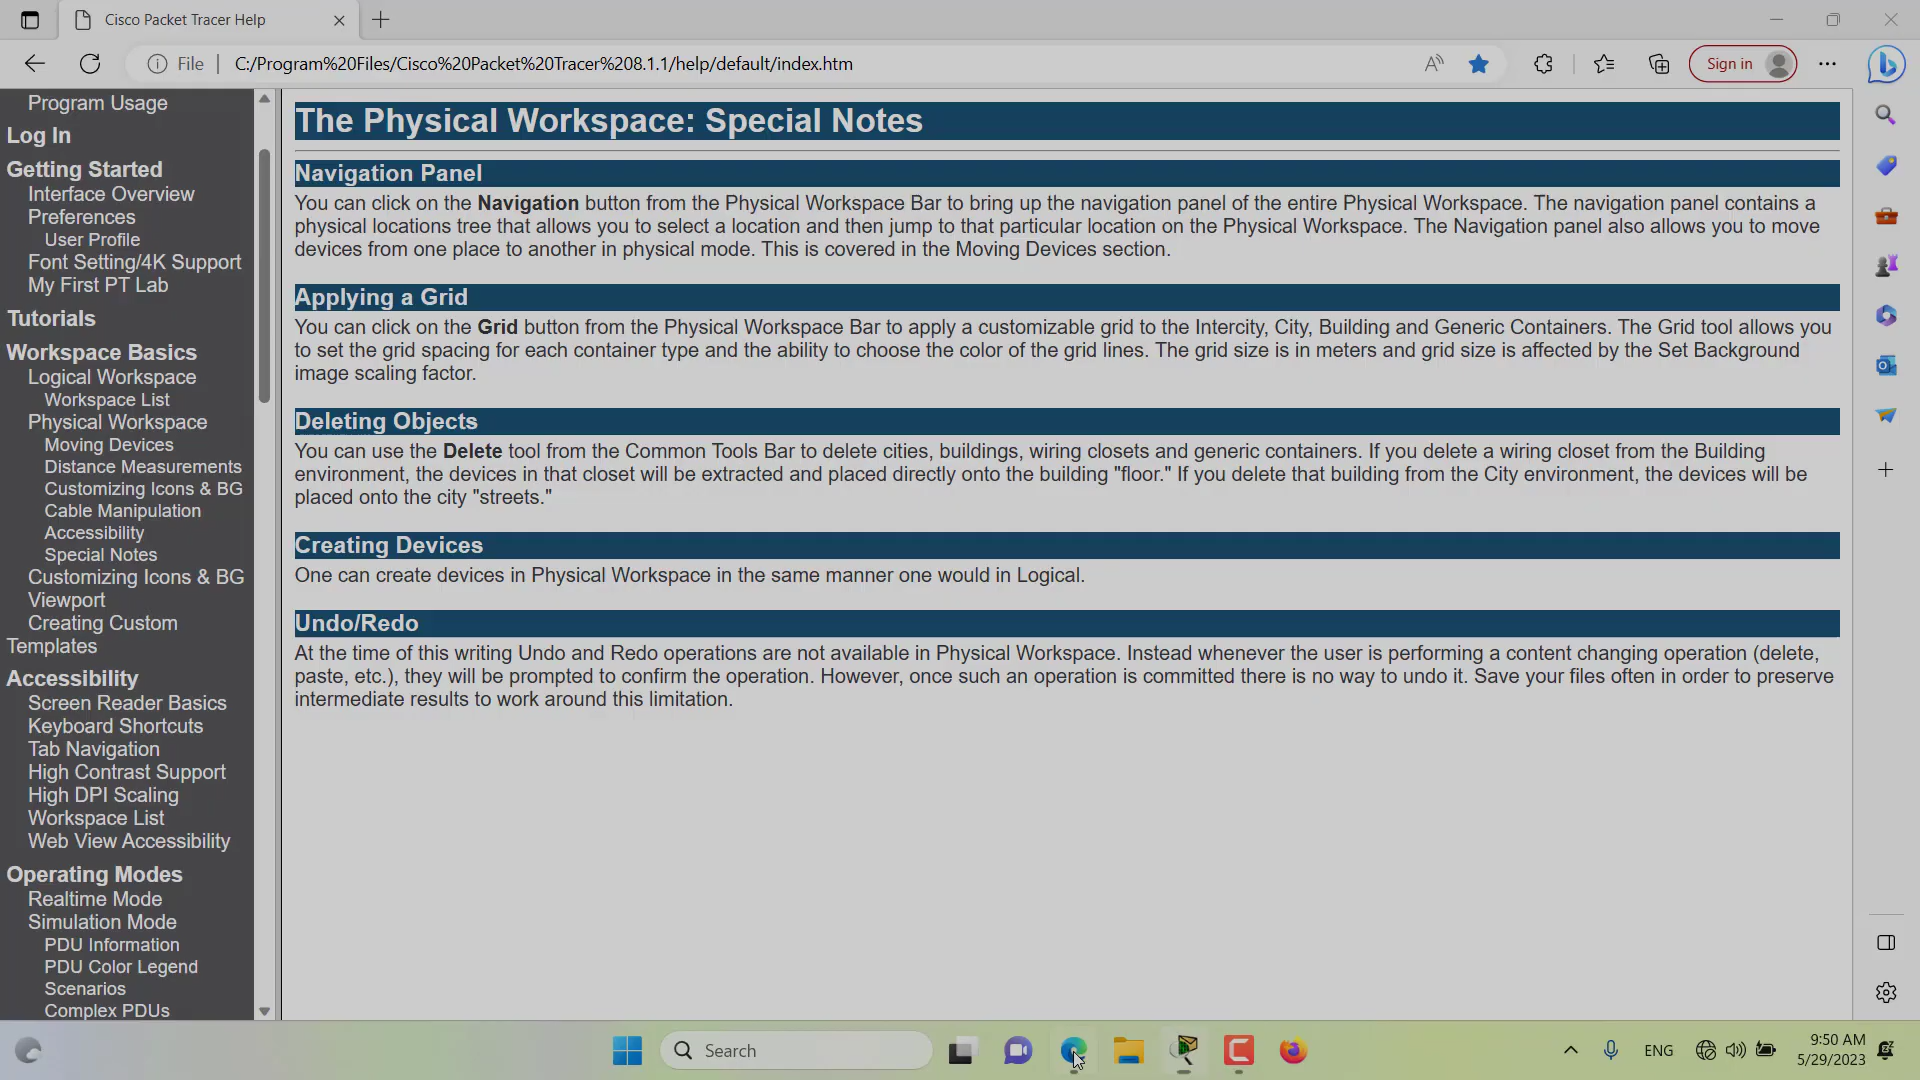 Cisco Packet Tracer Help
File
C:/Program%20Files/Cisco%20Packet%20Tracer%208.1.1/help/default/index.htm
Sign in
Program Usage
Log In
Getting Started
Interface Overview
Preferences
User Profile
Font Setting/4K Support
My First PT Lab
Tutorials
Workspace Basics
Logical Workspace
Workspace List
Physical Workspace
Moving Devices
Distance Measurements
Customizing Icons & BG
Cable Manipulation
Accessibility
Special Notes
Customizing Icons & BG
Viewport
Creating Custom
Templates
Accessibility
Screen Reader Basics
Keyboard Shortcuts
Tab Navigation
High Contrast Support
High DPI Scaling
Workspace List
Web View Accessibility
Operating Modes
Realtime Mode
Simulation Mode
PDU Information
PDU Color Legend
Scenarios
Complex PDUs
The Physical Workspace: Special Notes
Navigation Panel
You can click on the Navigation button from the Physical Workspace Bar to bring up the navigation panel of the entire Physical Workspace. The navigation panel contains a
physical locations tree that allows you to select a location and then jump to that particular location on the Physical Workspace. The Navigation panel also allows you to move
devices from one place to another in physical mode. This is covered in the Moving Devices section.
Applying a Grid
You can click on the Grid button from the Physical Workspace Bar to apply a customizable grid to the Intercity, City, Building and Generic Containers. The Grid tool allows you
to set the grid spacing for each container type and the ability to choose the color of the grid lines. The grid size is in meters and grid size is affected by the Set Background
image scaling factor.
Deleting Objects
You can use the Delete tool from the Common Tools Bar to delete cities, buildings, wiring closets and generic containers. If you delete a wiring closet from the Building
environment, the devices in that closet will be extracted and placed directly onto the building "floor." If you delete that building from the City environment, the devices will be
placed onto the city "streets."
Creating Devices
One can create devices in Physical Workspace in the same manner one would in Logical.
Undo/Redo
At the time of this writing Undo and Redo operations are not available in Physical Workspace. Instead whenever the user is performing a content changing operation (delete,
paste, etc.), they will be prompted to confirm the operation. However, once such an operation is committed there is no way to undo it. Save your files often in order to preserve
intermediate results to work around this limitation.
Search
ENG
9:50 AM
5/29/2023